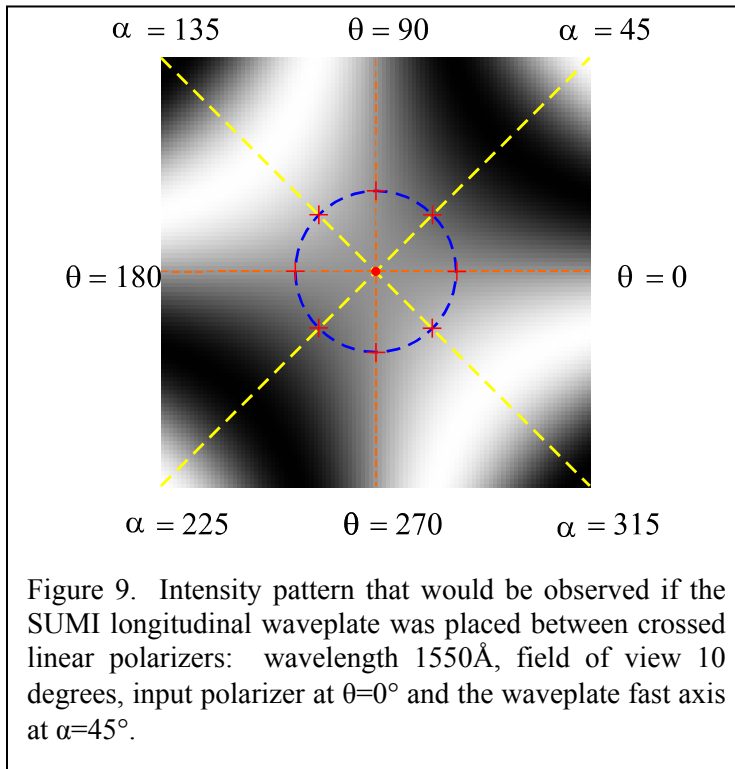 α = 135 θ = 90 α = 45
θ = 180 θ = 0
α = 225 θ = 270 α = 315
Figure 9. Intensity pattern that would be observed if the
SUMI longitudinal waveplate was placed between crossed
linear polarizers: wavelength 1550Å, field of view 10
degrees, input polarizer at θ=0° and the waveplate fast axis
at α=45°.